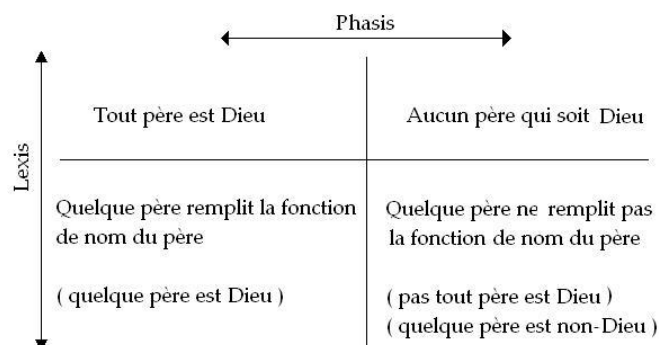 Phasis
Lexis
Tout père est Dieu
Aucun père qui soit Dieu
Quelque père remplit la fonction
de nom du père
( quelque père est Dieu )
Quelque père ne remplit pas
la fonction de nom du père
( pas tout père est Dieu )
( quelque père est non-Dieu )